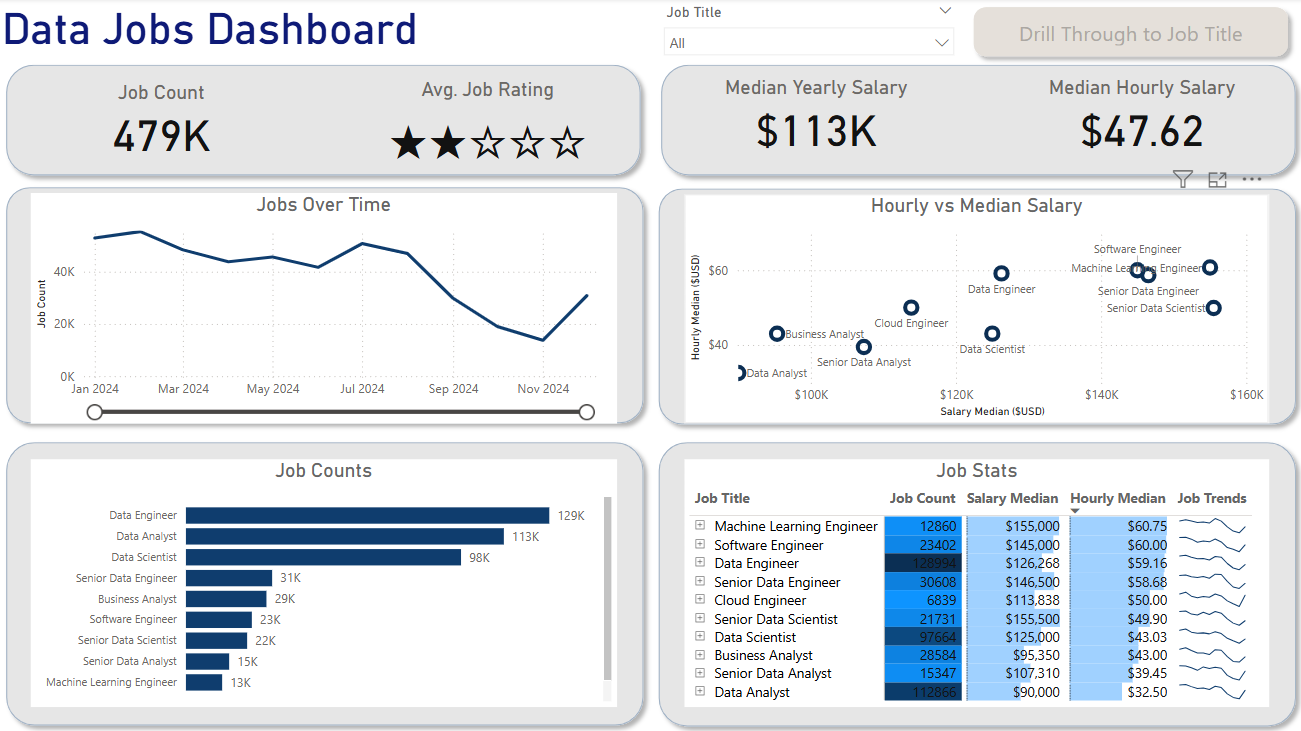 Data Jobs Dashboard
Job Title
All
Drill Through to Job Title
Job Count
479K
Avg. Job Rating
★★☆☆☆
Median Yearly Salary
$113K
Median Hourly Salary
$47.62
Jobs Over Time
Job Count
40K
20K
0K
Jan 2024 Mar 2024 May 2024 Jul 2024 Sep 2024 Nov 2024
Hourly vs Median Salary
Hourly Median ($USD)
$60
$40
Software Engineer
Machine Learning Engineer
Data Engineer
Senior Data Engineer
Senior Data Scientist
Cloud Engineer
Business Analyst
Data Scientist
Senior Data Analyst
Data Analyst
$100K $120K $140K $160K
Salary Median ($USD)
Job Counts
Data Engineer 129K
Data Analyst 113K
Data Scientist 98K
Senior Data Engineer 31K
Business Analyst 29K
Software Engineer 23K
Senior Data Scientist 22K
Senior Data Analyst 15K
Machine Learning Engineer 13K
Job Stats
Job Title Job Count Salary Median Hourly Median Job Trends
Machine Learning Engineer 12860 $155,000 $60.75
Software Engineer 23402 $145,000 $60.00
Data Engineer 128994 $126,268 $59.16
Senior Data Engineer 30608 $146,500 $58.68
Cloud Engineer 6839 $113,838 $50.00
Senior Data Scientist 21731 $155,500 $49.90
Data Scientist 97664 $125,000 $43.03
Business Analyst 28584 $95,350 $43.00
Senior Data Analyst 15347 $107,310 $39.45
Data Analyst 112866 $90,000 $32.50